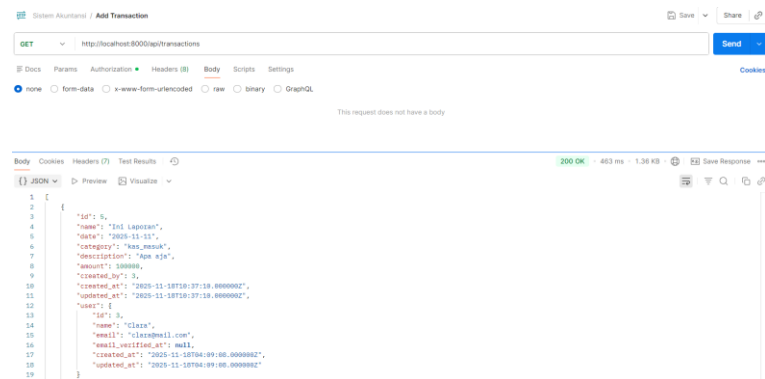 Sistem Akuntansi / Add Transaction
Save
Share
GET
http://localhost:8000/api/transactions
Send
Docs Params Authorization Headers (8) Body Scripts Settings
Cookies
none form-data x-www-form-urlencoded raw binary GraphQL
This request does not have a body
Body Cookies Headers (7) Test Results
200 OK • 463 ms • 1.36 KB •
Save Response
{} JSON Preview Visualize
1 [
2 {
3 "id": 5,
4 "name": "Ini Laporan",
5 "date": "2025-11-11",
6 "category": "kas_masuk",
7 "description": "Apa aja",
8 "amount": 100000,
9 "created_by": 3,
10 "created_at": "2025-11-18T10:37:18.000000Z",
11 "updated_at": "2025-11-18T10:37:18.000000Z",
12 "user": {
13 "id": 3,
14 "name": "Clara",
15 "email": "clara@mail.com",
16 "email_verified_at": null,
17 "created_at": "2025-11-18T04:09:08.000000Z",
18 "updated_at": "2025-11-18T04:09:08.000000Z"
19 }